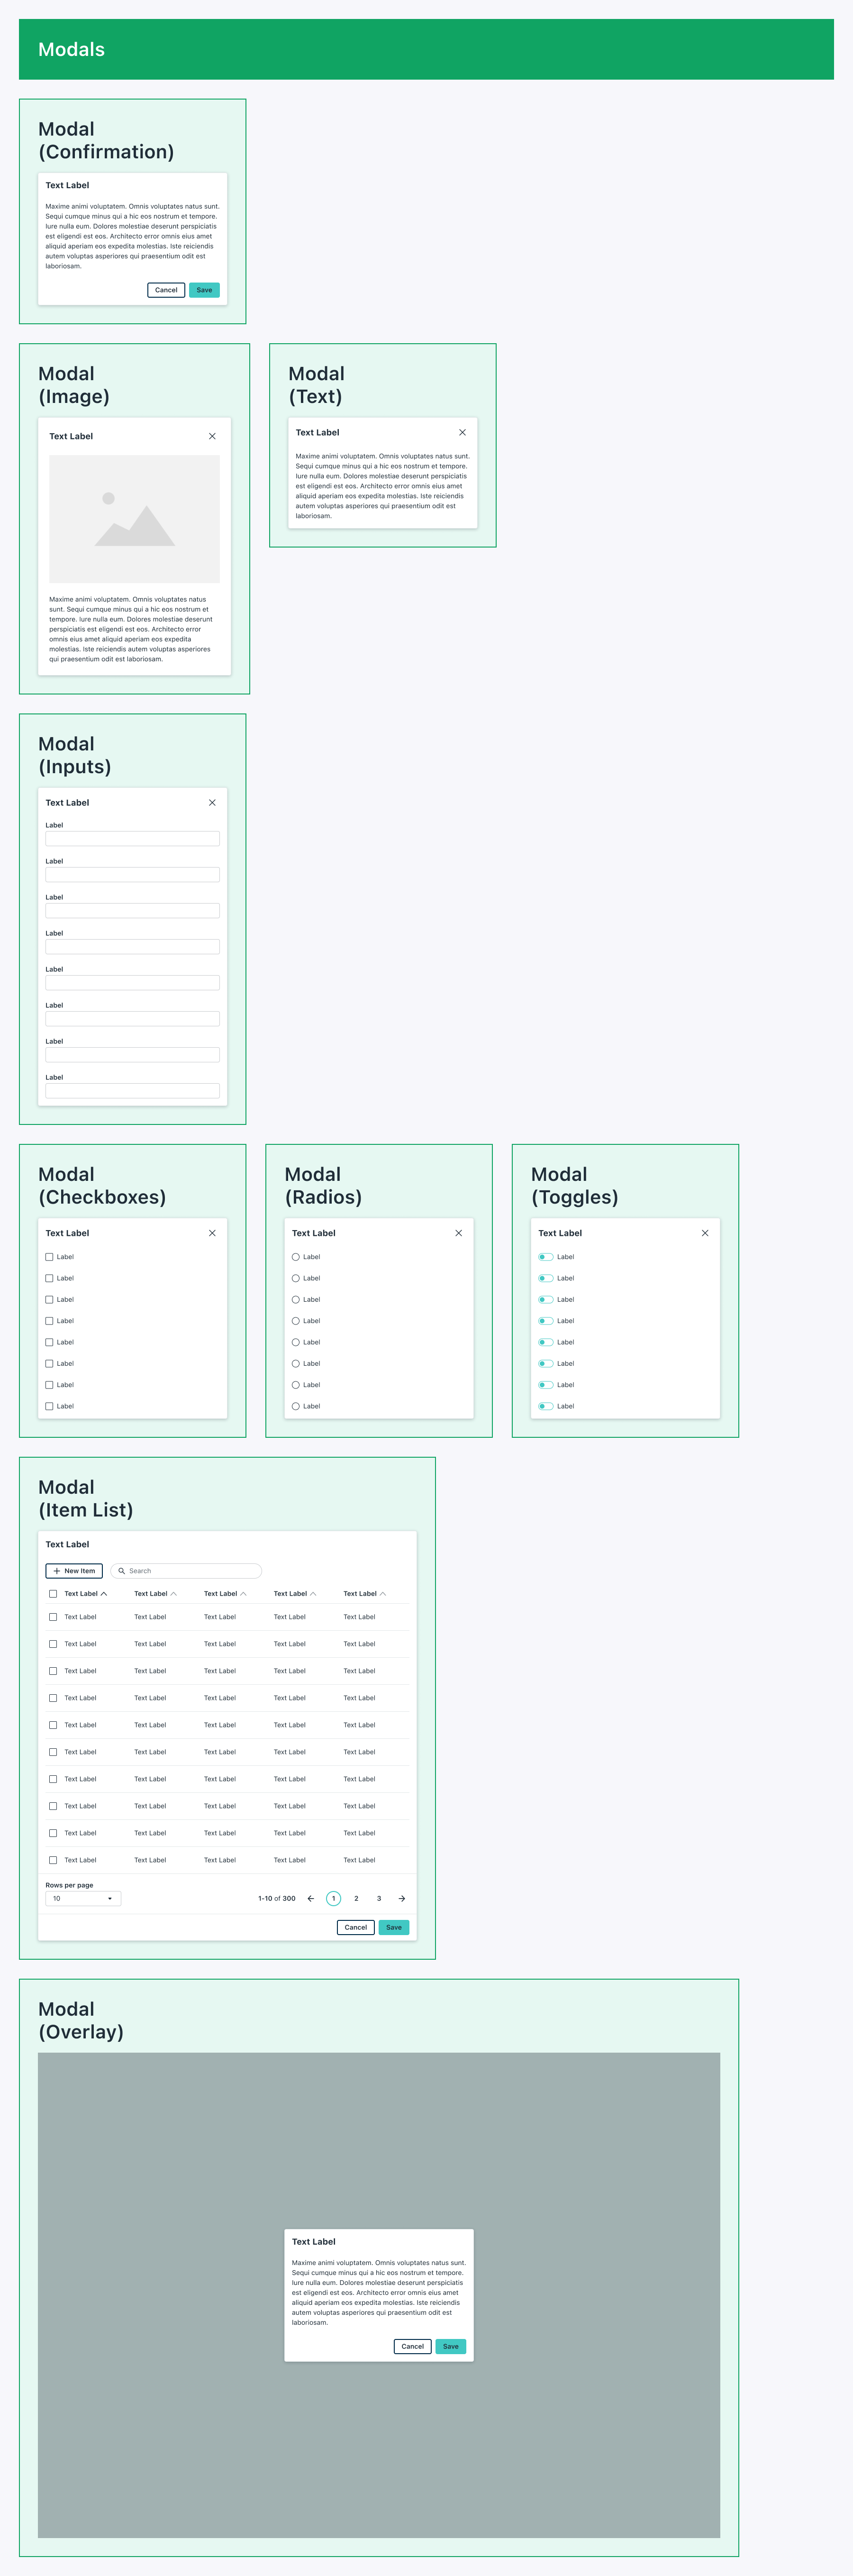 Modals
Modal
(Confirmation)
Text Label
Maxime animi voluptatem. Omnis voluptates natus sunt.
Sequi cumque minus qui a hic eos nostrum et tempore.
Iure nulla eum. Dolores molestiae deserunt perspiciatis
est eligendi est eos. Architecto error omnis eius amet
aliquid aperiam eos expedita molestias. Iste reiciendis
autem voluptas asperiores qui praesentium odit est
laboriosam.
Cancel Save
Modal
(Image)
Text Label
Maxime animi voluptatem. Omnis voluptates natus
sunt. Sequi cumque minus qui a hic eos nostrum et
tempore. Iure nulla eum. Dolores molestiae deserunt
perspiciatis est eligendi est eos. Architecto error
omnis eius amet aliquid aperiam eos expedita
molestias. Iste reiciendis autem voluptas asperiores
qui praesentium odit est laboriosam.
Modal
(Text)
Text Label
Maxime animi voluptatem. Omnis voluptates natus sunt.
Sequi cumque minus qui a hic eos nostrum et tempore.
Iure nulla eum. Dolores molestiae deserunt perspiciatis
est eligendi est eos. Architecto error omnis eius amet
aliquid aperiam eos expedita molestias. Iste reiciendis
autem voluptas asperiores qui praesentium odit est
laboriosam.
Modal
(Inputs)
Text Label
Label
Label
Label
Label
Label
Label
Label
Label
Modal
(Checkboxes)
Text Label
Label
Label
Label
Label
Label
Label
Label
Label
Modal
(Radios)
Text Label
Label
Label
Label
Label
Label
Label
Label
Label
Modal
(Toggles)
Text Label
Label
Label
Label
Label
Label
Label
Label
Label
Modal
(Item List)
Text Label
New Item Search
Text Label Text Label Text Label Text Label Text Label
Text Label Text Label Text Label Text Label Text Label
Text Label Text Label Text Label Text Label Text Label
Text Label Text Label Text Label Text Label Text Label
Text Label Text Label Text Label Text Label Text Label
Text Label Text Label Text Label Text Label Text Label
Text Label Text Label Text Label Text Label Text Label
Text Label Text Label Text Label Text Label Text Label
Text Label Text Label Text Label Text Label Text Label
Text Label Text Label Text Label Text Label Text Label
Text Label Text Label Text Label Text Label Text Label
Rows per page
10 1-10 of 300 1 2 3
Cancel Save
Modal
(Overlay)
Text Label
Maxime animi voluptatem. Omnis voluptates natus sunt.
Sequi cumque minus qui a hic eos nostrum et tempore.
Iure nulla eum. Dolores molestiae deserunt perspiciatis
est eligendi est eos. Architecto error omnis eius amet
aliquid aperiam eos expedita molestias. Iste reiciendis
autem voluptas asperiores qui praesentium odit est
laboriosam.
Cancel Save